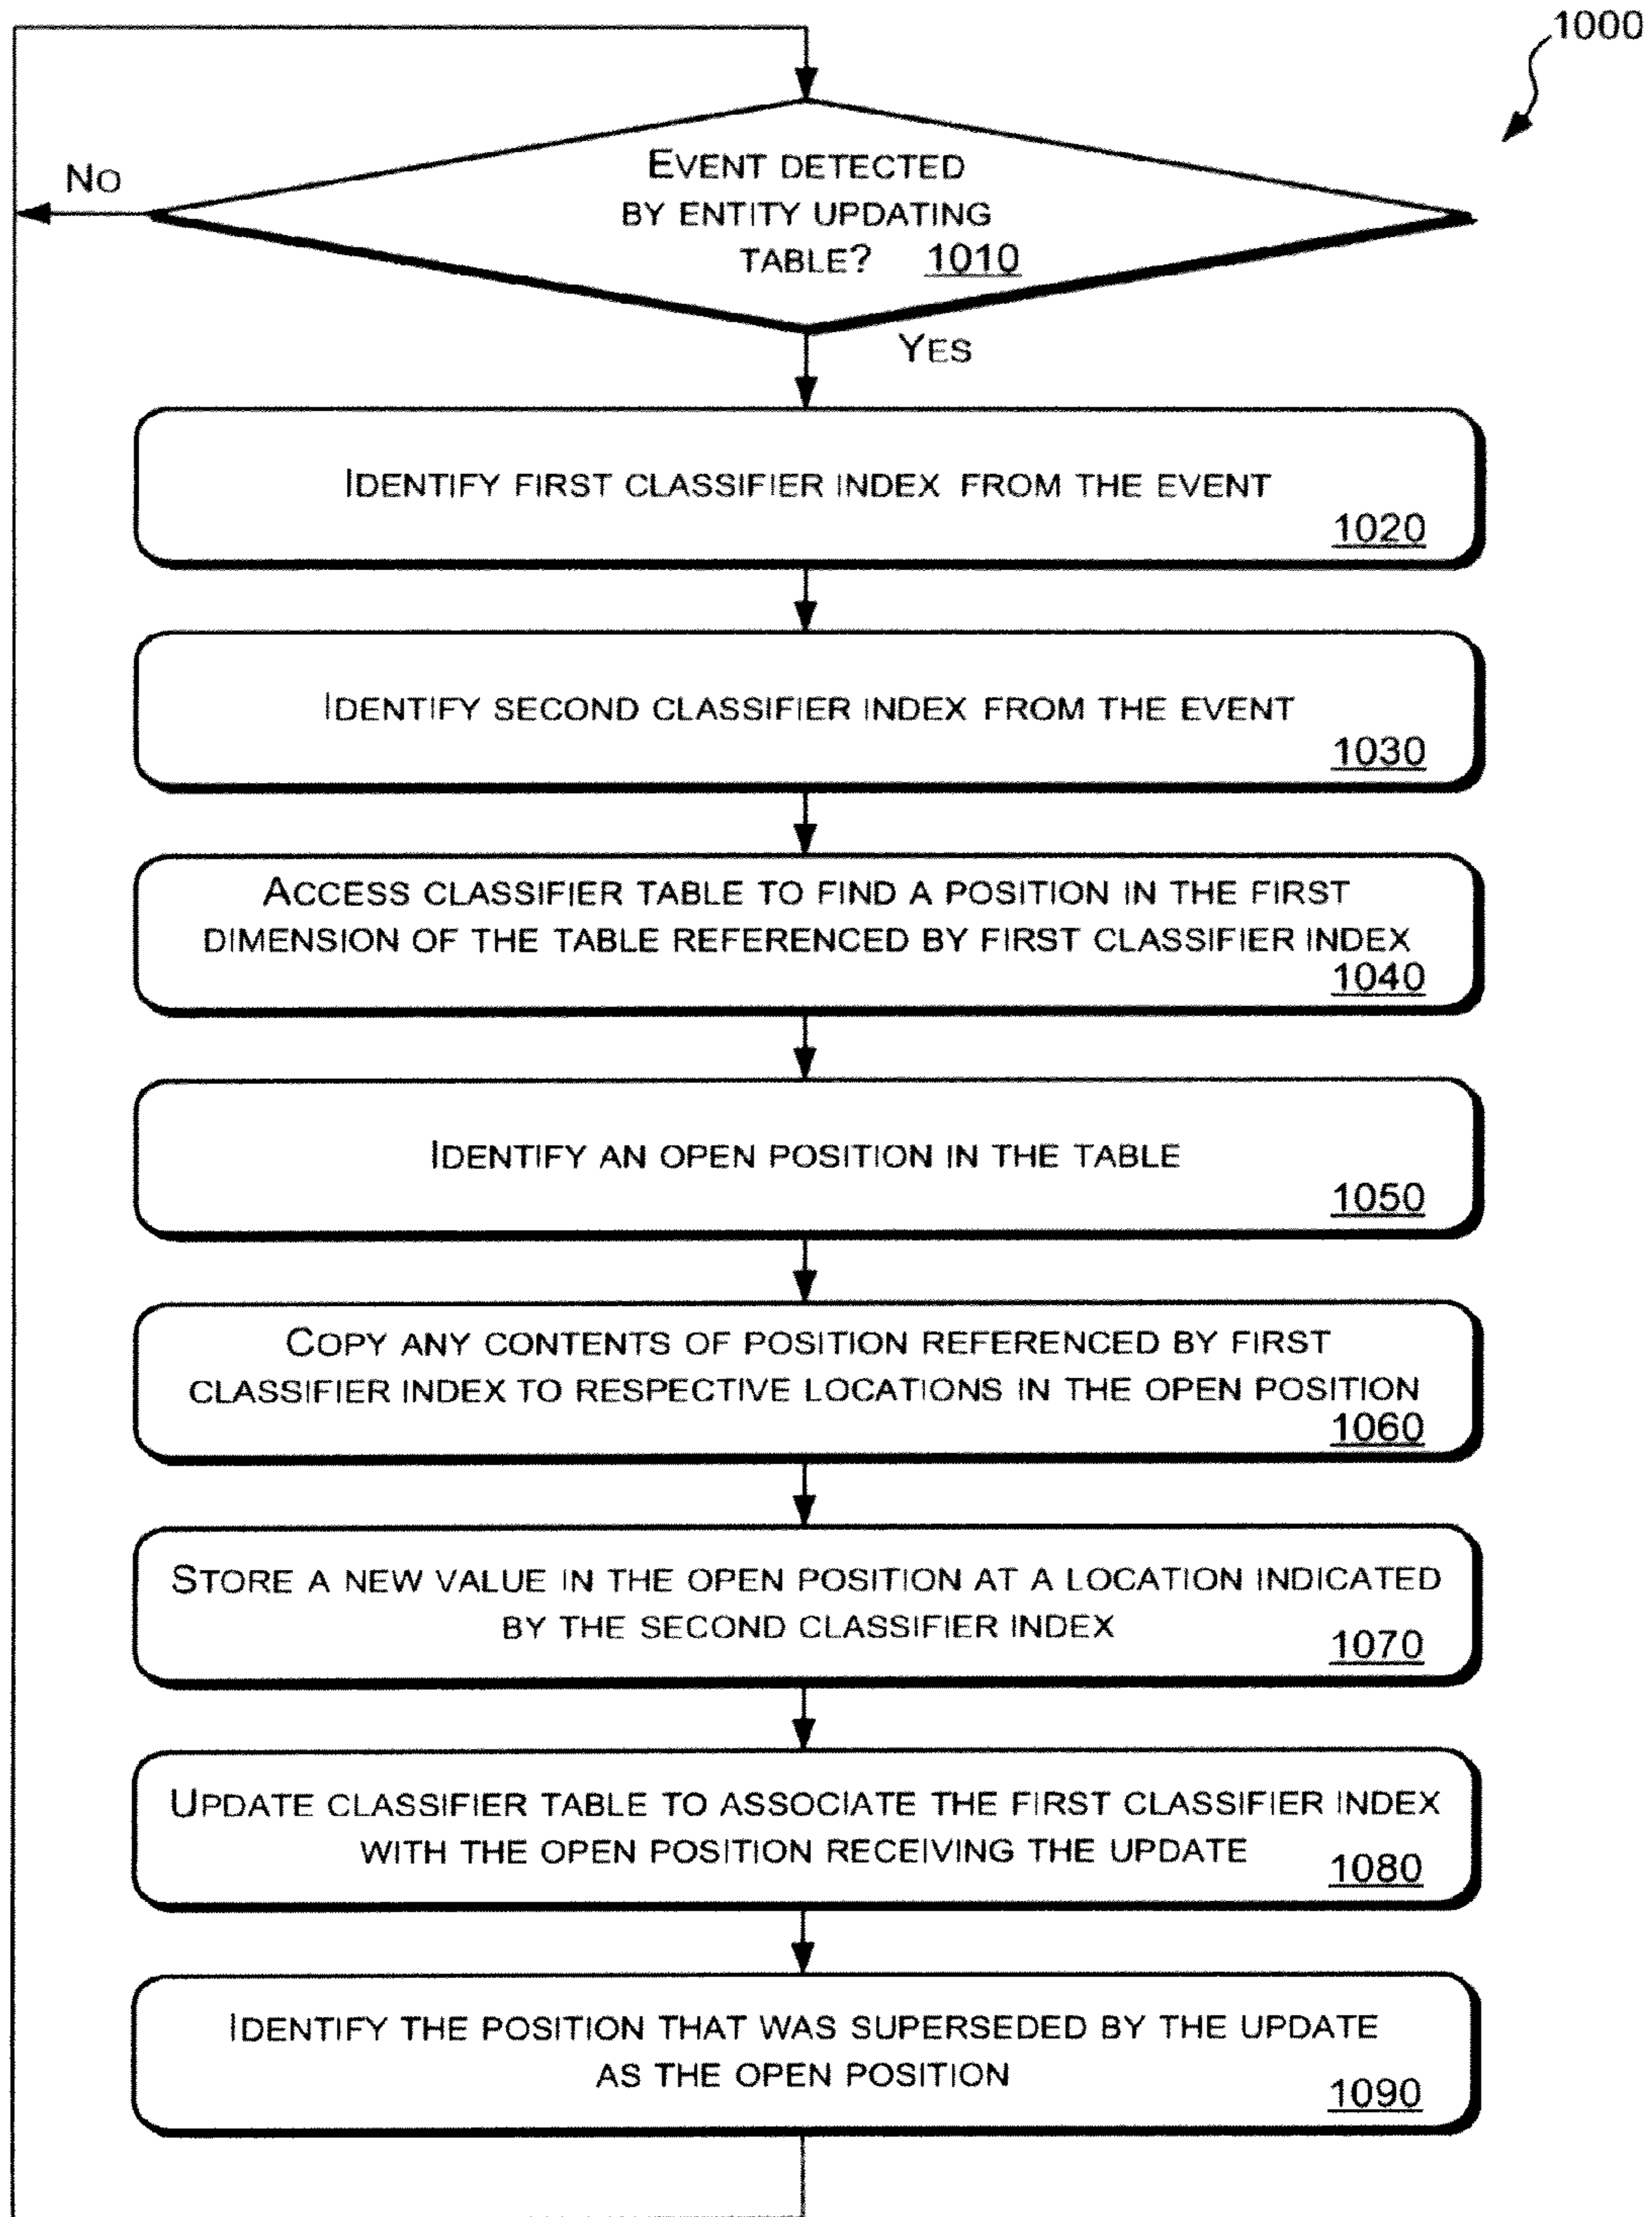 1000
EVENT DETECTED
BY ENTITY UPDATING
TABLE? 1010
NO
YES
IDENTIFY FIRST CLASSIFIER INDEX FROM THE EVENT
1020
IDENTIFY SECOND CLASSIFIER INDEX FROM THE EVENT
1030
ACCESS CLASSIFIER TABLE TO FIND A POSITION IN THE FIRST
DIMENSION OF THE TABLE REFERENCED BY FIRST CLASSIFIER INDEX
1040
IDENTIFY AN OPEN POSITION IN THE TABLE
1050
COPY ANY CONTENTS OF POSITION REFERENCED BY FIRST
CLASSIFIER INDEX TO RESPECTIVE LOCATIONS IN THE OPEN POSITION
1060
STORE A NEW VALUE IN THE OPEN POSITION AT A LOCATION INDICATED
BY THE SECOND CLASSIFIER INDEX
1070
UPDATE CLASSIFIER TABLE TO ASSOCIATE THE FIRST CLASSIFIER INDEX
WITH THE OPEN POSITION RECEIVING THE UPDATE
1080
IDENTIFY THE POSITION THAT WAS SUPERSEDED BY THE UPDATE
AS THE OPEN POSITION
1090